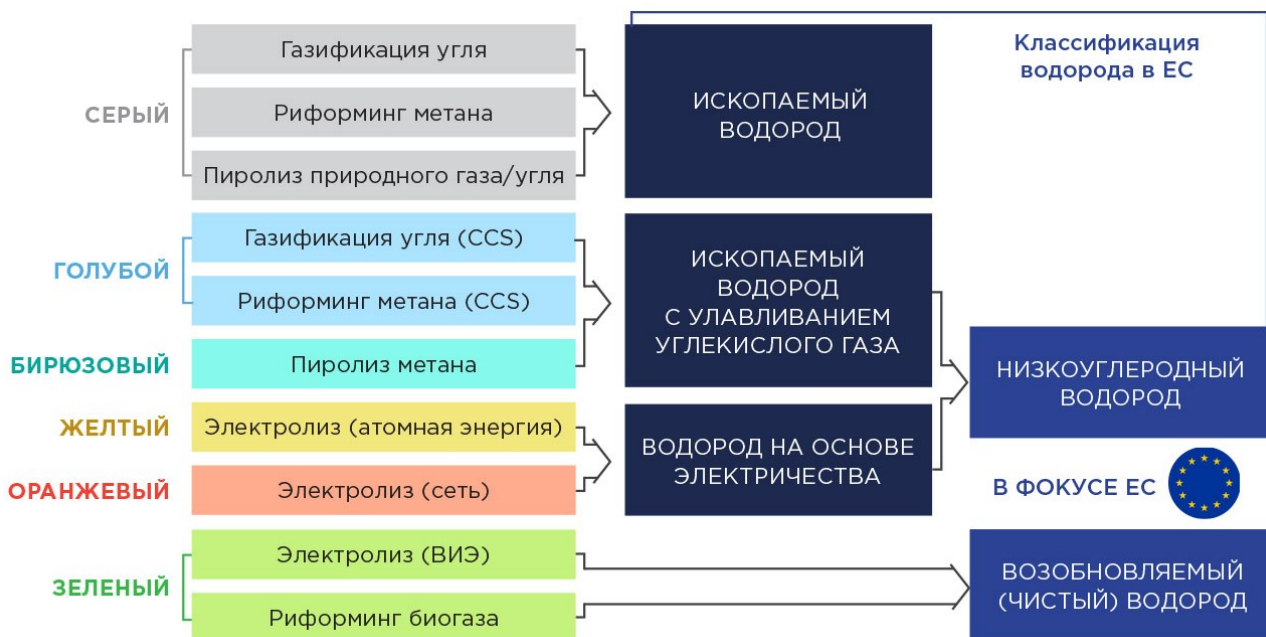 Классификация
водорода в ЕС
СЕРЫЙ
Газификация угля
Риформинг метана
Пиролиз природного газа/угля
ИСКОПАЕМЫЙ
ВОДОРОД
ГОЛУБОЙ
Газификация угля (CCS)
Риформинг метана (CCS)
БИРЮЗОВЫЙ
Пиролиз метана
ИСКОПАЕМЫЙ
ВОДОРОД
С УЛАВЛИВАНИЕМ
УГЛЕКИСЛОГО ГАЗА
НИЗКОУГЛЕРОДНЫЙ
ВОДОРОД
ЖЕЛТЫЙ
Электролиз (атомная энергия)
ОРАНЖЕВЫЙ
Электролиз (сеть)
ВОДОРОД НА ОСНОВЕ
ЭЛЕКТРИЧЕСТВА
В ФОКУСЕ ЕС
ЗЕЛЕНЫЙ
Электролиз (ВИЭ)
Риформинг биогаза
ВОЗОБНОВЛЯЕМЫЙ
(ЧИСТЫЙ) ВОДОРОД